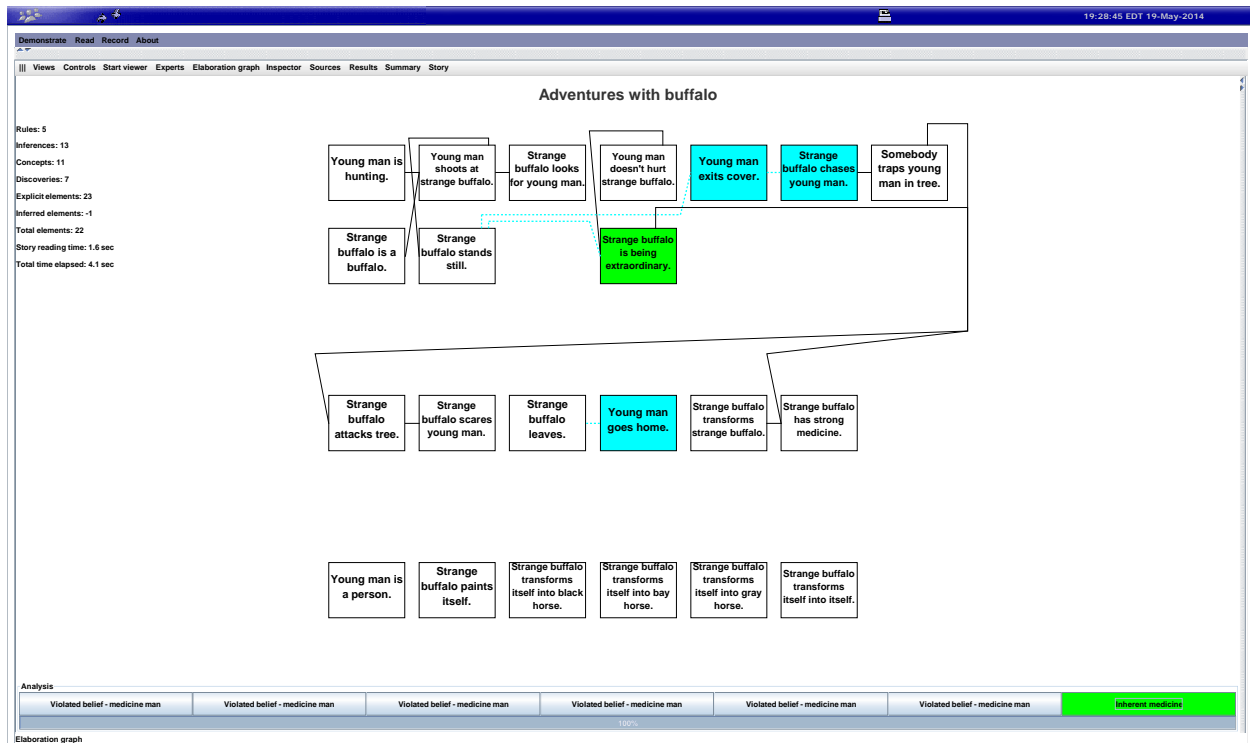 19:28:45 EDT 19-May-2014
Demonstrate Read Record About
||| Views Controls Start viewer Experts Elaboration graph Inspector Sources Results Summary Story
Adventures with buffalo
Rules: 5
Inferences: 13
Concepts: 11
Discoveries: 7
Explicit elements: 23
Inferred elements: -1
Total elements: 22
Story reading time: 1.6 sec
Total time elapsed: 4.1 sec
Young man is
hunting.
Young man
shoots at
strange buffalo.
Strange
buffalo looks
for young man.
Young man
doesn't hurt
strange buffalo.
Young man
exits cover.
Strange
buffalo chases
young man.
Somebody
traps young
man in tree.
Strange
buffalo is a
buffalo.
Strange
buffalo stands
still.
Strange buffalo
is being
extraordinary.
Strange
buffalo
attacks tree.
Strange
buffalo scares
young man.
Strange
buffalo
leaves.
Young man
goes home.
Strange buffalo
transforms
strange buffalo.
Strange buffalo
has strong
medicine.
Young man is
a person.
Strange
buffalo paints
itself.
Strange buffalo
transforms
itself into black
horse.
Strange buffalo
transforms
itself into bay
horse.
Strange buffalo
transforms
itself into gray
horse.
Strange buffalo
transforms
itself into itself.
Analysis
Violated belief - medicine man
Violated belief - medicine man
Violated belief - medicine man
Violated belief - medicine man
Violated belief - medicine man
Violated belief - medicine man
Inherent medicine
100%
Elaboration graph